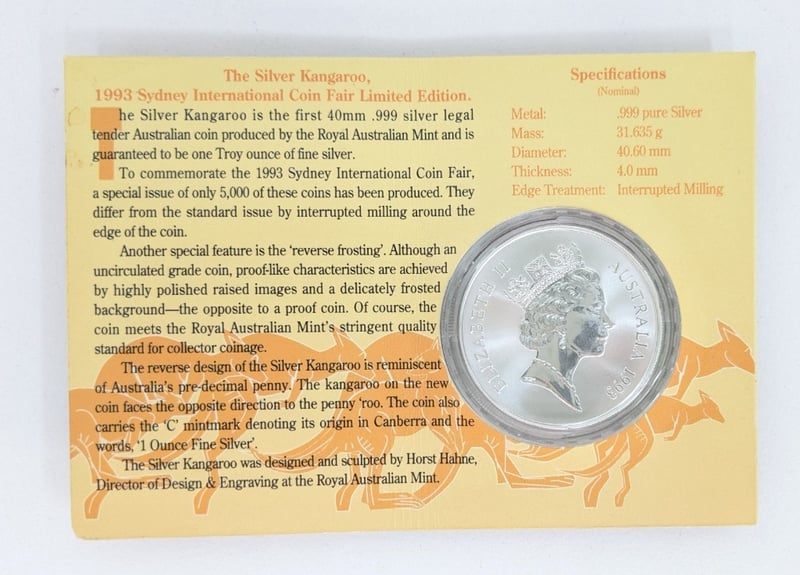 The Silver Kangaroo,
1993 Sydney International Coin Fair Limited Edition.
The Silver Kangaroo is the first 40mm .999 silver legal
tender Australian coin produced by the Royal Australian Mint and is
guaranteed to be one Troy ounce of fine silver.
To commemorate the 1993 Sydney International Coin Fair,
a special issue of only 5,000 of these coins has been produced. They
differ from the standard issue by interrupted milling around the
edge of the coin.
Another special feature is the 'reverse frosting'. Although an
uncirculated grade coin, proof-like characteristics are achieved
by highly polished raised images and a delicately frosted
background—the opposite to a proof coin. Of course, the
coin meets the Royal Australian Mint's stringent quality
standard for collector coinage.
The reverse design of the Silver Kangaroo is reminiscent
of Australia's pre-decimal penny. The kangaroo on the new
coin faces the opposite direction to the penny 'roo. The coin also
carries the 'C' mintmark denoting its origin in Canberra and the
words, '1 Ounce Fine Silver'.
The Silver Kangaroo was designed and sculpted by Horst Hahne,
Director of Design & Engraving at the Royal Australian Mint.
Specifications
(Nominal)
Metal: .999 pure Silver
Mass: 31.635 g
Diameter: 40.60 mm
Thickness: 4.0 mm
Edge Treatment: Interrupted Milling
ELIZABETH II
AUSTRALIA 1993